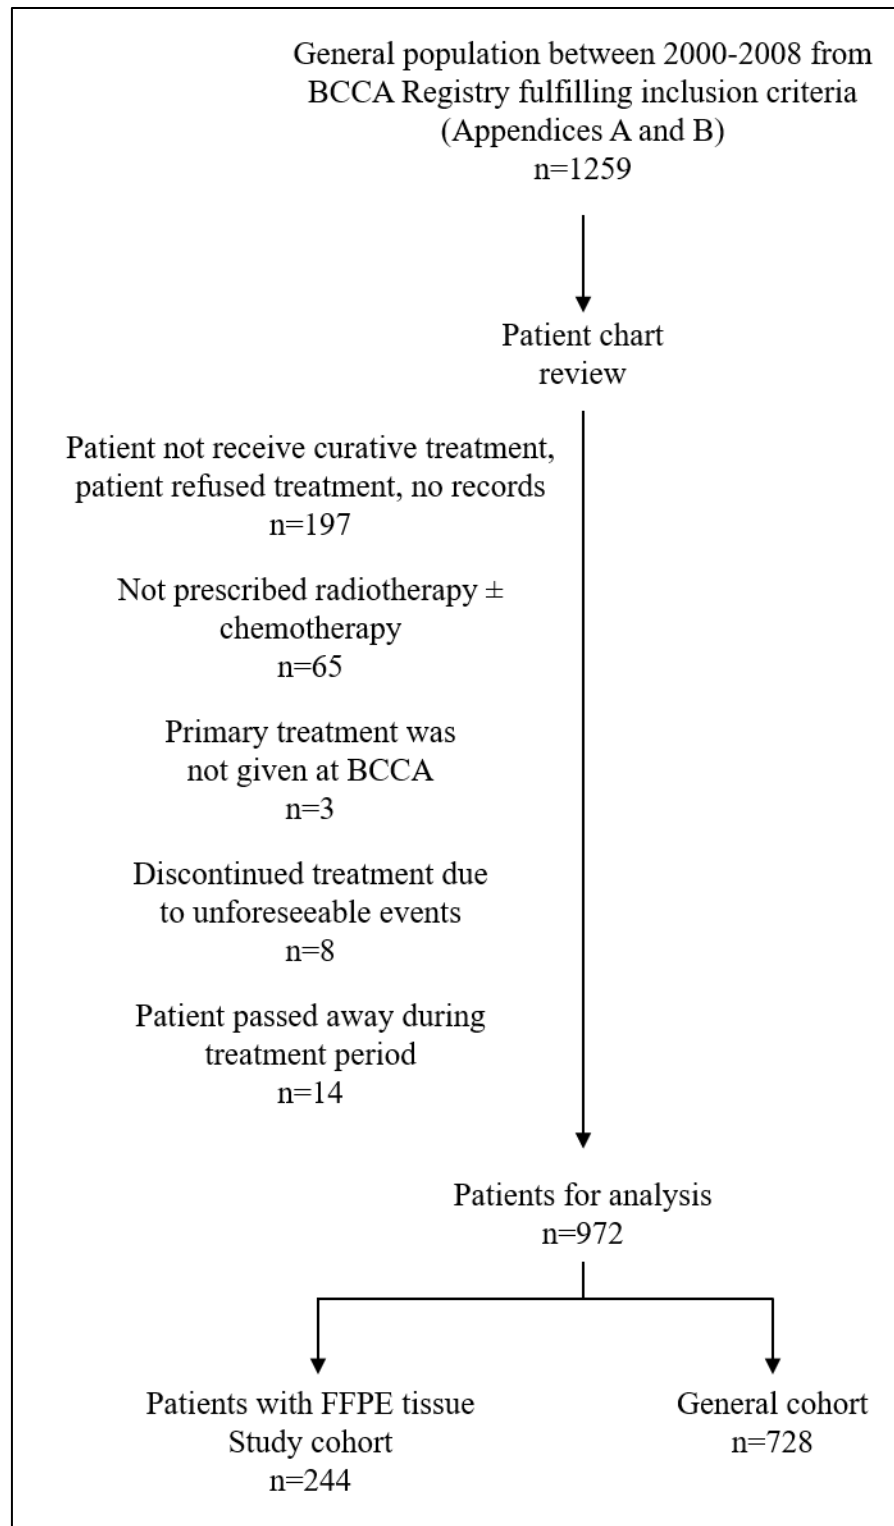 General population between 2000-2008 from
BCCA Registry fulfilling inclusion criteria
(Appendices A and B)
n=1259
Patient chart
review
Patient not receive curative treatment,
patient refused treatment, no records
n=197
Not prescribed radiotherapy ±
chemotherapy
n=65
Primary treatment was
not given at BCCA
n=3
Discontinued treatment due
to unforeseeable events
n=8
Patient passed away during
treatment period
n=14
Patients for analysis
n=972
Patients with FFPE tissue
Study cohort
n=244
General cohort
n=728